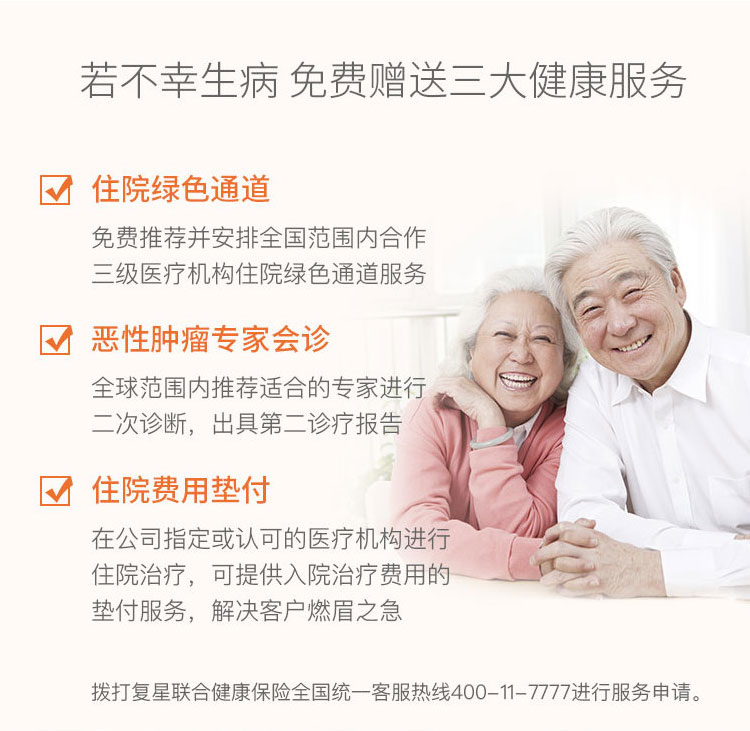 若不幸生病 免费赠送三大健康服务
住院绿色通道
免费推荐并安排全国范围内合作
三级医疗机构住院绿色通道服务
恶性肿瘤专家会诊
全球范围内推荐适合的专家进行
二次诊断，出具第二诊疗报告
住院费用垫付
在公司指定或认可的医疗机构进行
住院治疗，可提供入院治疗费用的
垫付服务，解决客户燃眉之急
拨打复星联合健康保险全国统一客服热线400-11-7777进行服务申请。